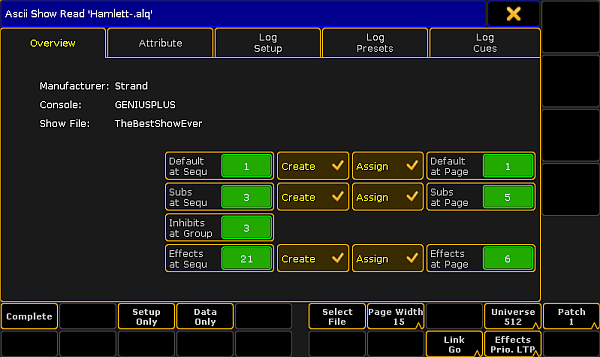 Ascii Show Read 'Hamlett-.alq'
Overview
Attribute
Log
Setup
Log
Presets
Log
Cues
Manufacturer: Strand
Console: GENIUSPLUS
Show File: TheBestShowEver
Default
at Sequ
1
Create
Assign
Default
at Page
1
Subs
at Sequ
3
Create
Assign
Subs
at Page
5
Inhibits
at Group
3
Effects
at Sequ
21
Create
Assign
Effects
at Page
6
Complete
Setup
Only
Data
Only
Select
File
Page Width
15
Universe
512
Patch
1
Link
Go
Effects
Prio. LTP